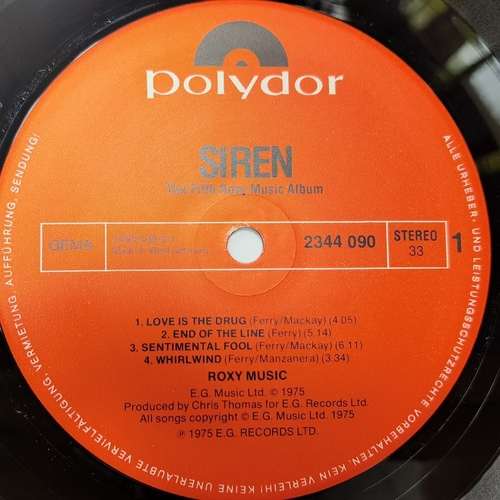 polydor
SIREN
The Fifth Roxy Music Album
GEMA
2344 090
STEREO
33
1
1. LOVE IS THE DRUG (Ferry/Mackay) (4.05)
2. END OF THE LINE (Ferry) 5.14)
3. SENTIMENTAL FOOL (Ferry/Mackay) (6.11)
4. WHIRLWIND (Ferry/Manzanera) (3.34)
ROXY MUSIC
E.G. Music Ltd. © 1975
Produced by Chris Thomas for E.G. Records Ltd.
All songs copyright © E.G. Music Ltd. 1975
℗ 1975 E.G. RECORDS LTD.
ALLE URHEBER- UND LEISTUNGSSCHUTZRECHTE VORBEHALTEN! KEIN VERLEIH! KEINE UNERLAUBTE VERVIELFÄLTIGUNG, VERMIETUNG, AUFFÜHRUNG, SENDUNG!